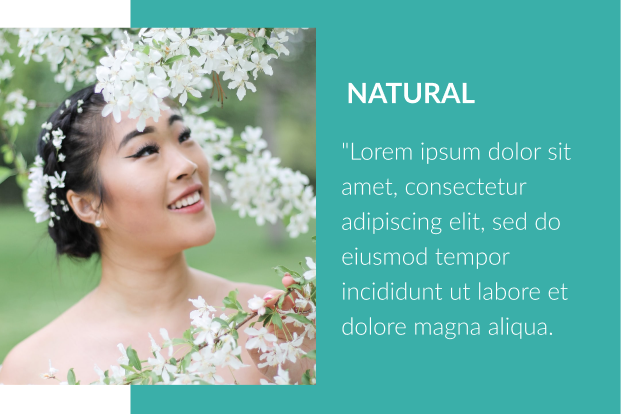 NATURAL
"Lorem ipsum dolor sit
amet, consectetur
adipiscing elit, sed do
eiusmod tempor
incididunt ut labore et
dolore magna aliqua.